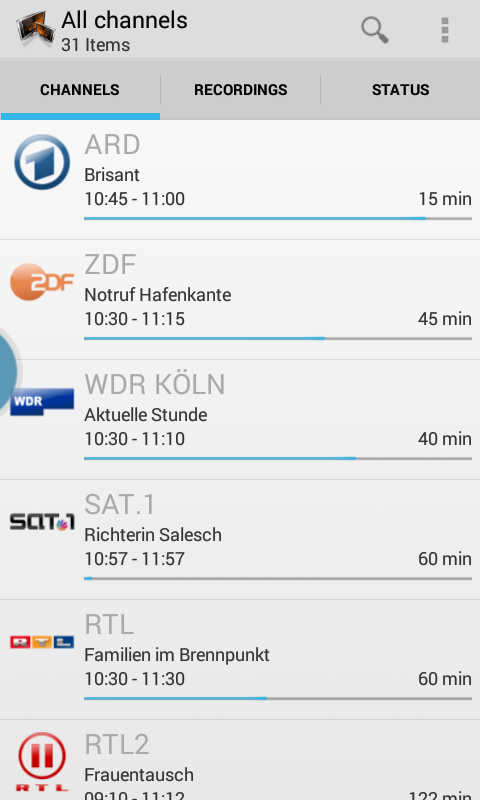 All channels
31 Items
CHANNELS
RECORDINGS
STATUS
ARD
Brisant
10:45 - 11:00 15 min
ZDF
ZDF
Notruf Hafenkante
10:30 - 11:15 45 min
WDR KÖLN
WDR
Aktuelle Stunde
10:30 - 11:10 40 min
SAT.1
SAT.1
Richterin Salesch
10:57 - 11:57 60 min
RTL
Familien im Brennpunkt
10:30 - 11:30 60 min
RTL2
RTL
Frauentausch
09:10 - 11:12 122 min